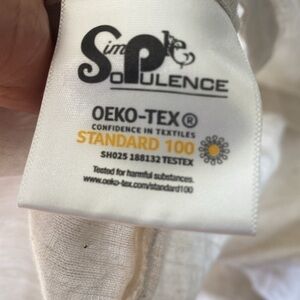 Simple
Opulence
OEKO-TEX®
CONFIDENCE IN TEXTILES
STANDARD 100
SH025 188132 TESTEX
Tested for harmful substances.
www.oeko-tex.com/standard100